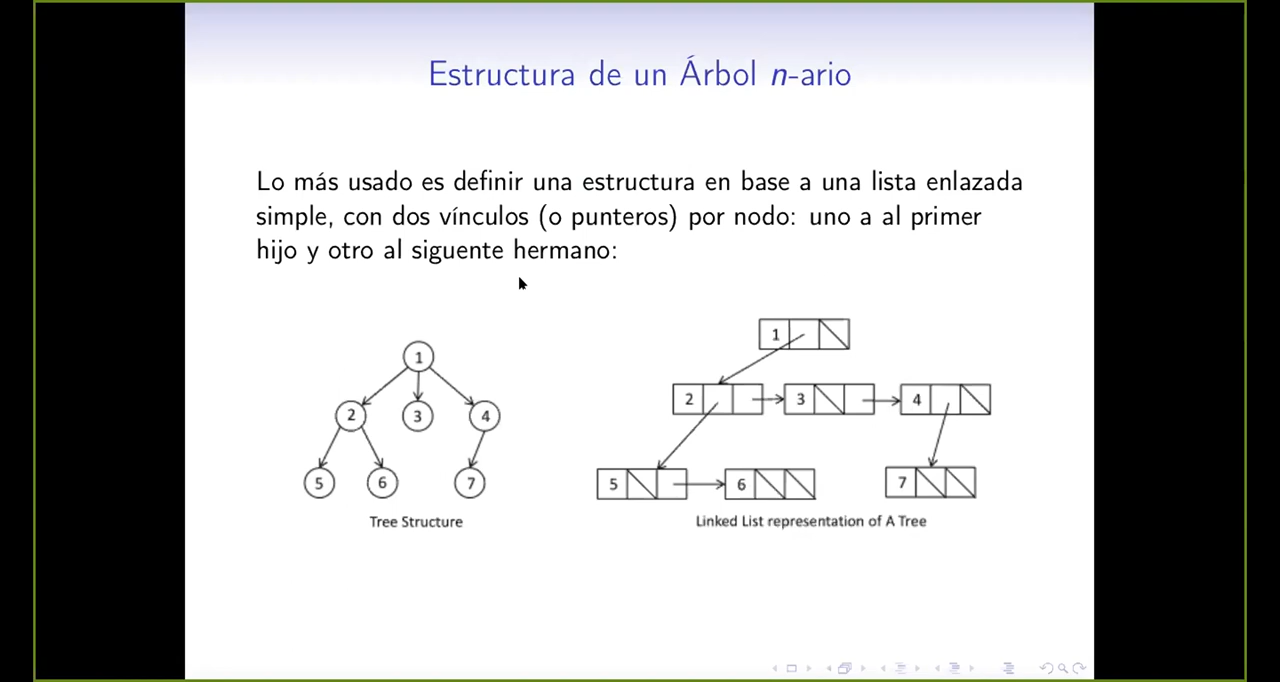 Estructura de un Árbol n-ario
Lo más usado es definir una estructura en base a una lista enlazada
simple, con dos vínculos (o punteros) por nodo: uno a al primer
hijo y otro al siguente hermano:
1
2 3 4
5 6 7
Tree Structure
1
2 3 4
5 6 7
Linked List representation of A Tree